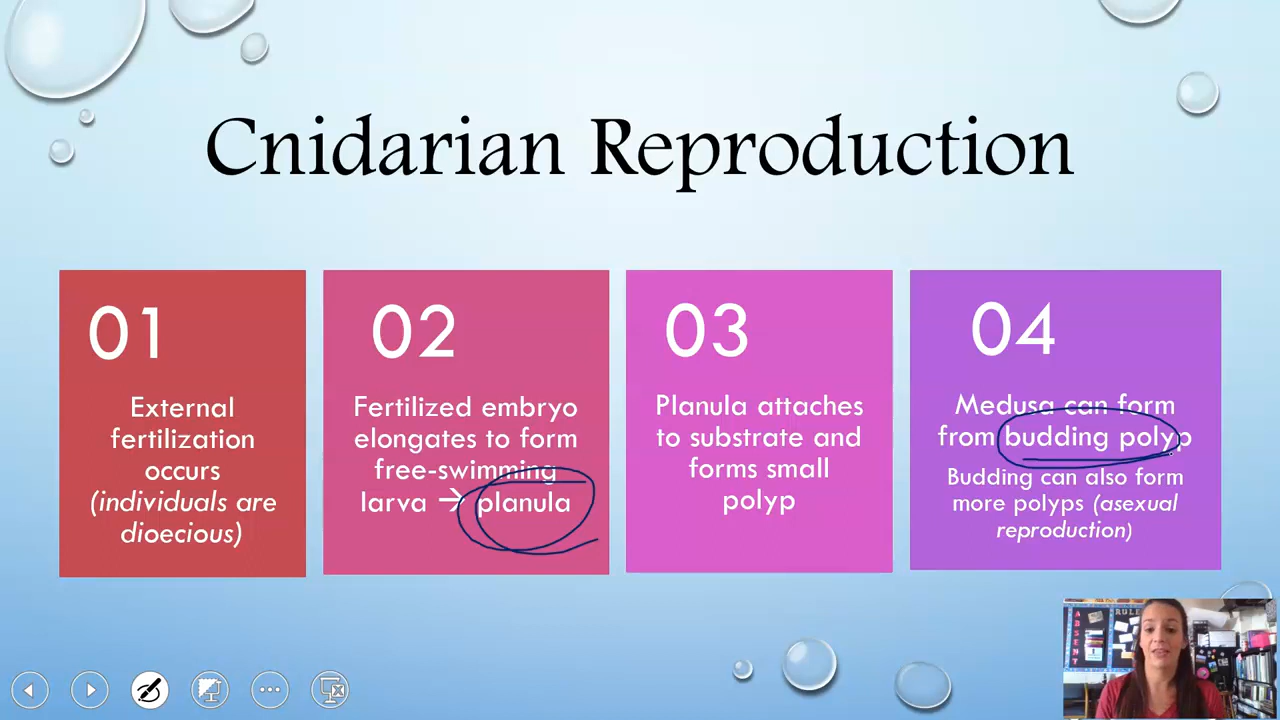 Cnidarian Reproduction
01
External
fertilization
occurs
(individuals are
dioecious)
02
Fertilized embryo
elongates to form
free-swimming
larva → planula
03
Planula attaches
to substrate and
forms small
polyp
04
Medusa can form
from budding polyp
Budding can also form
more polyps (asexual
reproduction)
ABSENT
RULE